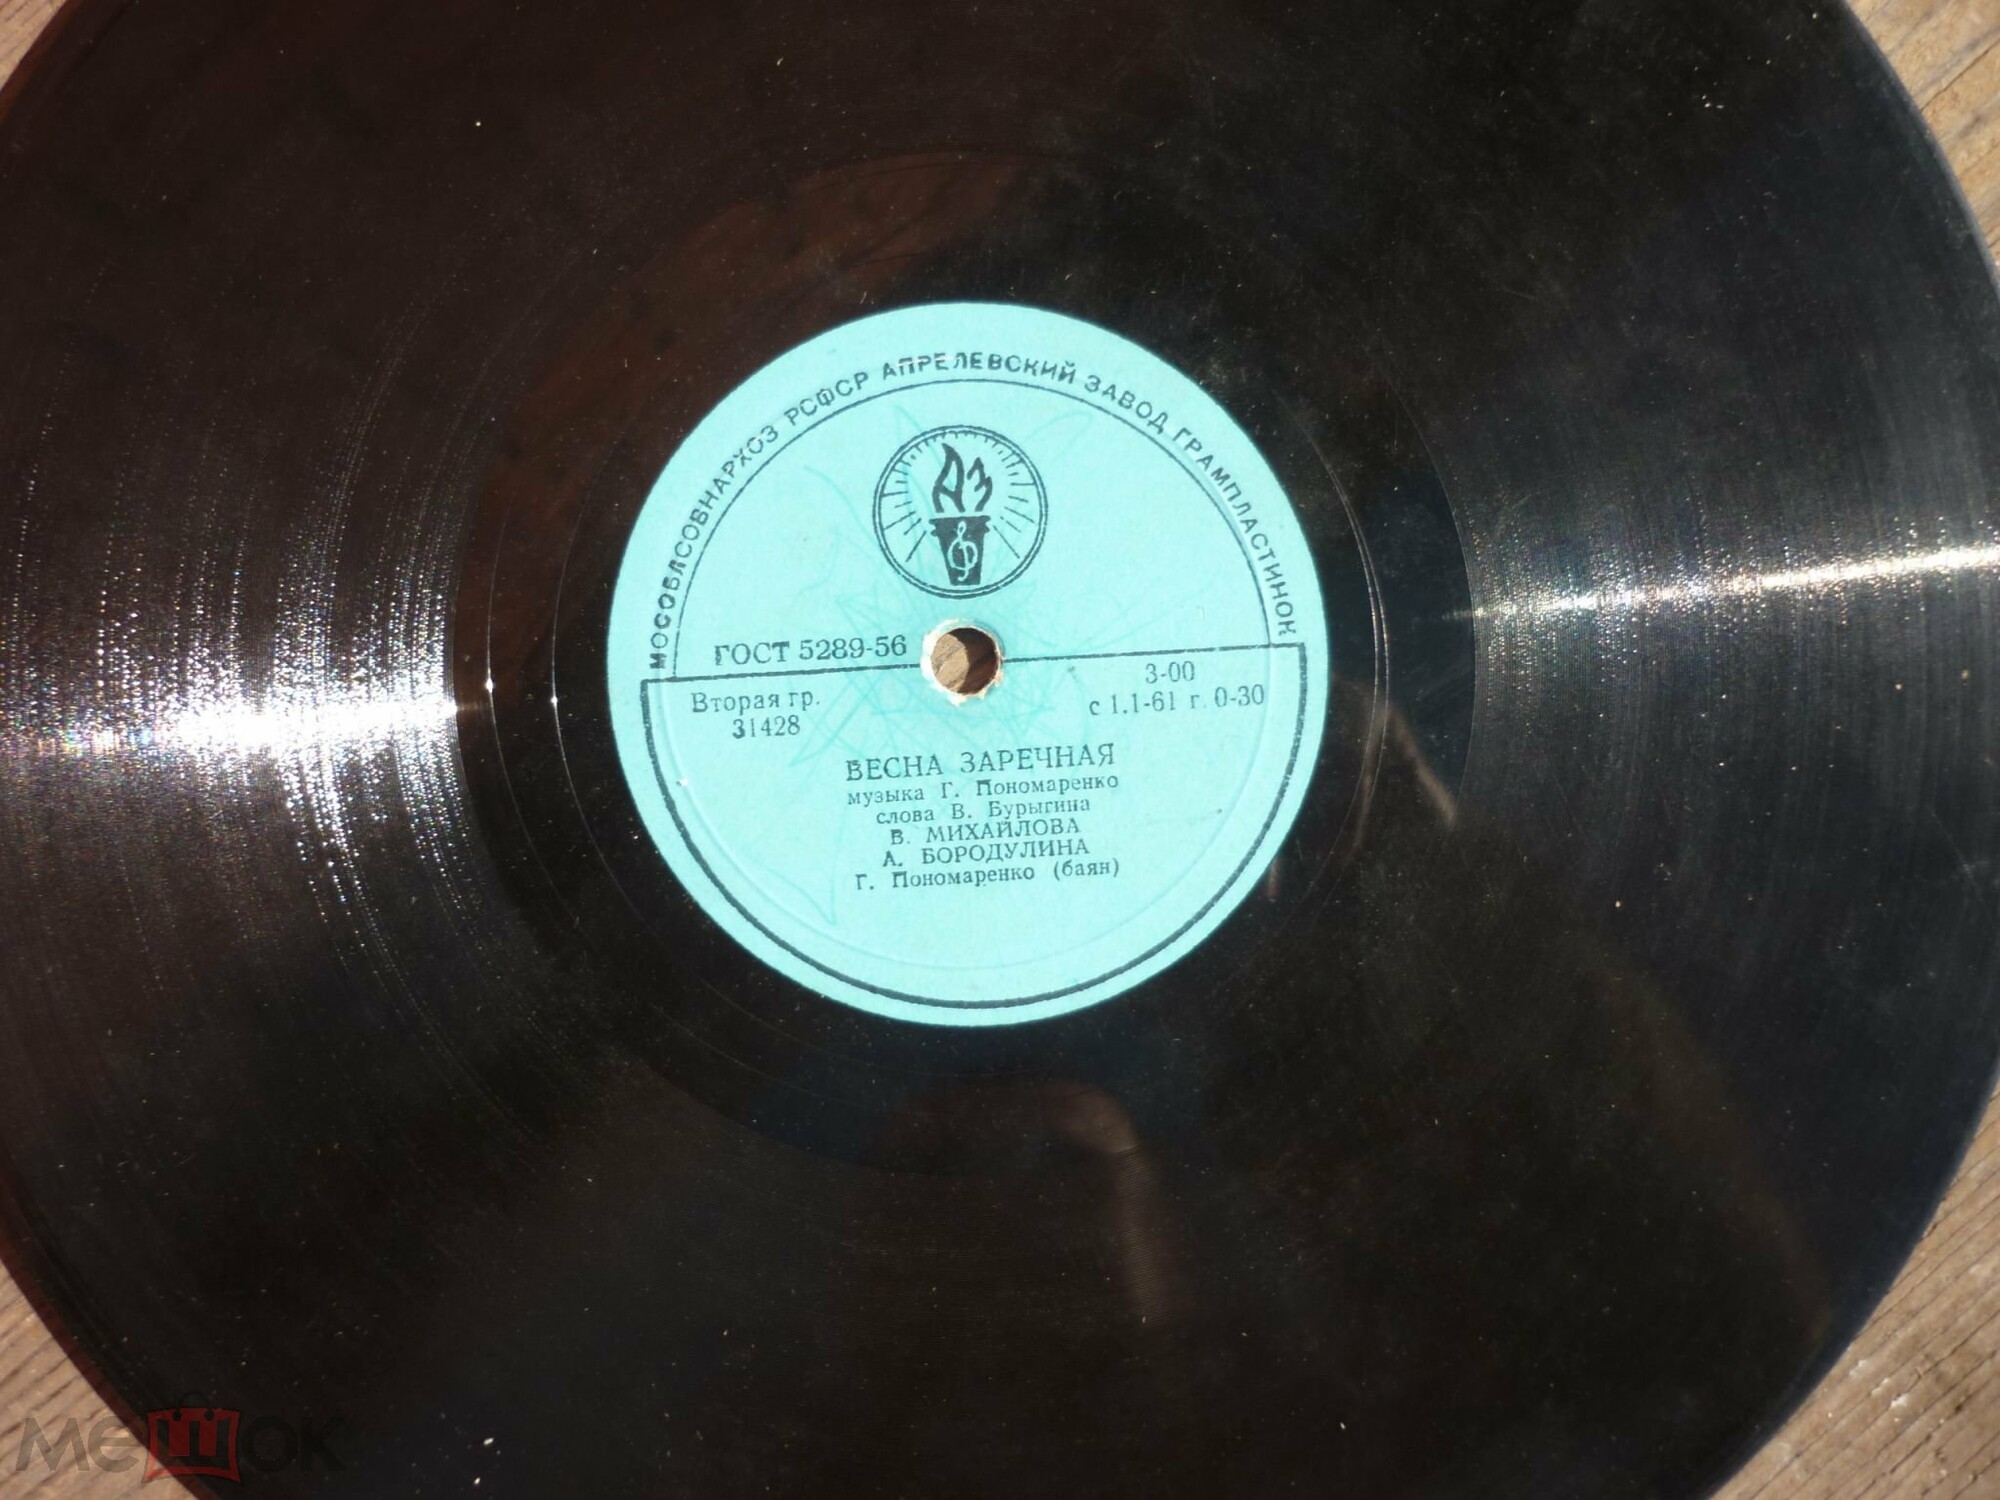 МОСОБЛСОВНАРХОЗ РСФСР АПРЕЛЕВСКИЙ ЗАВОД ГРАМПЛАСТИНОК
АЗ
ГОСТ 5289-56
Вторая гр.
31428
3-00
с 1.1-61 г. 0-30
ВЕСНА ЗАРЕЧНАЯ
музыка Г. Пономаренко
слова В. Бурыгина
В. МИХАЙЛОВА
А. БОРОДУЛИНА
Г. Пономаренко (баян)
мешок